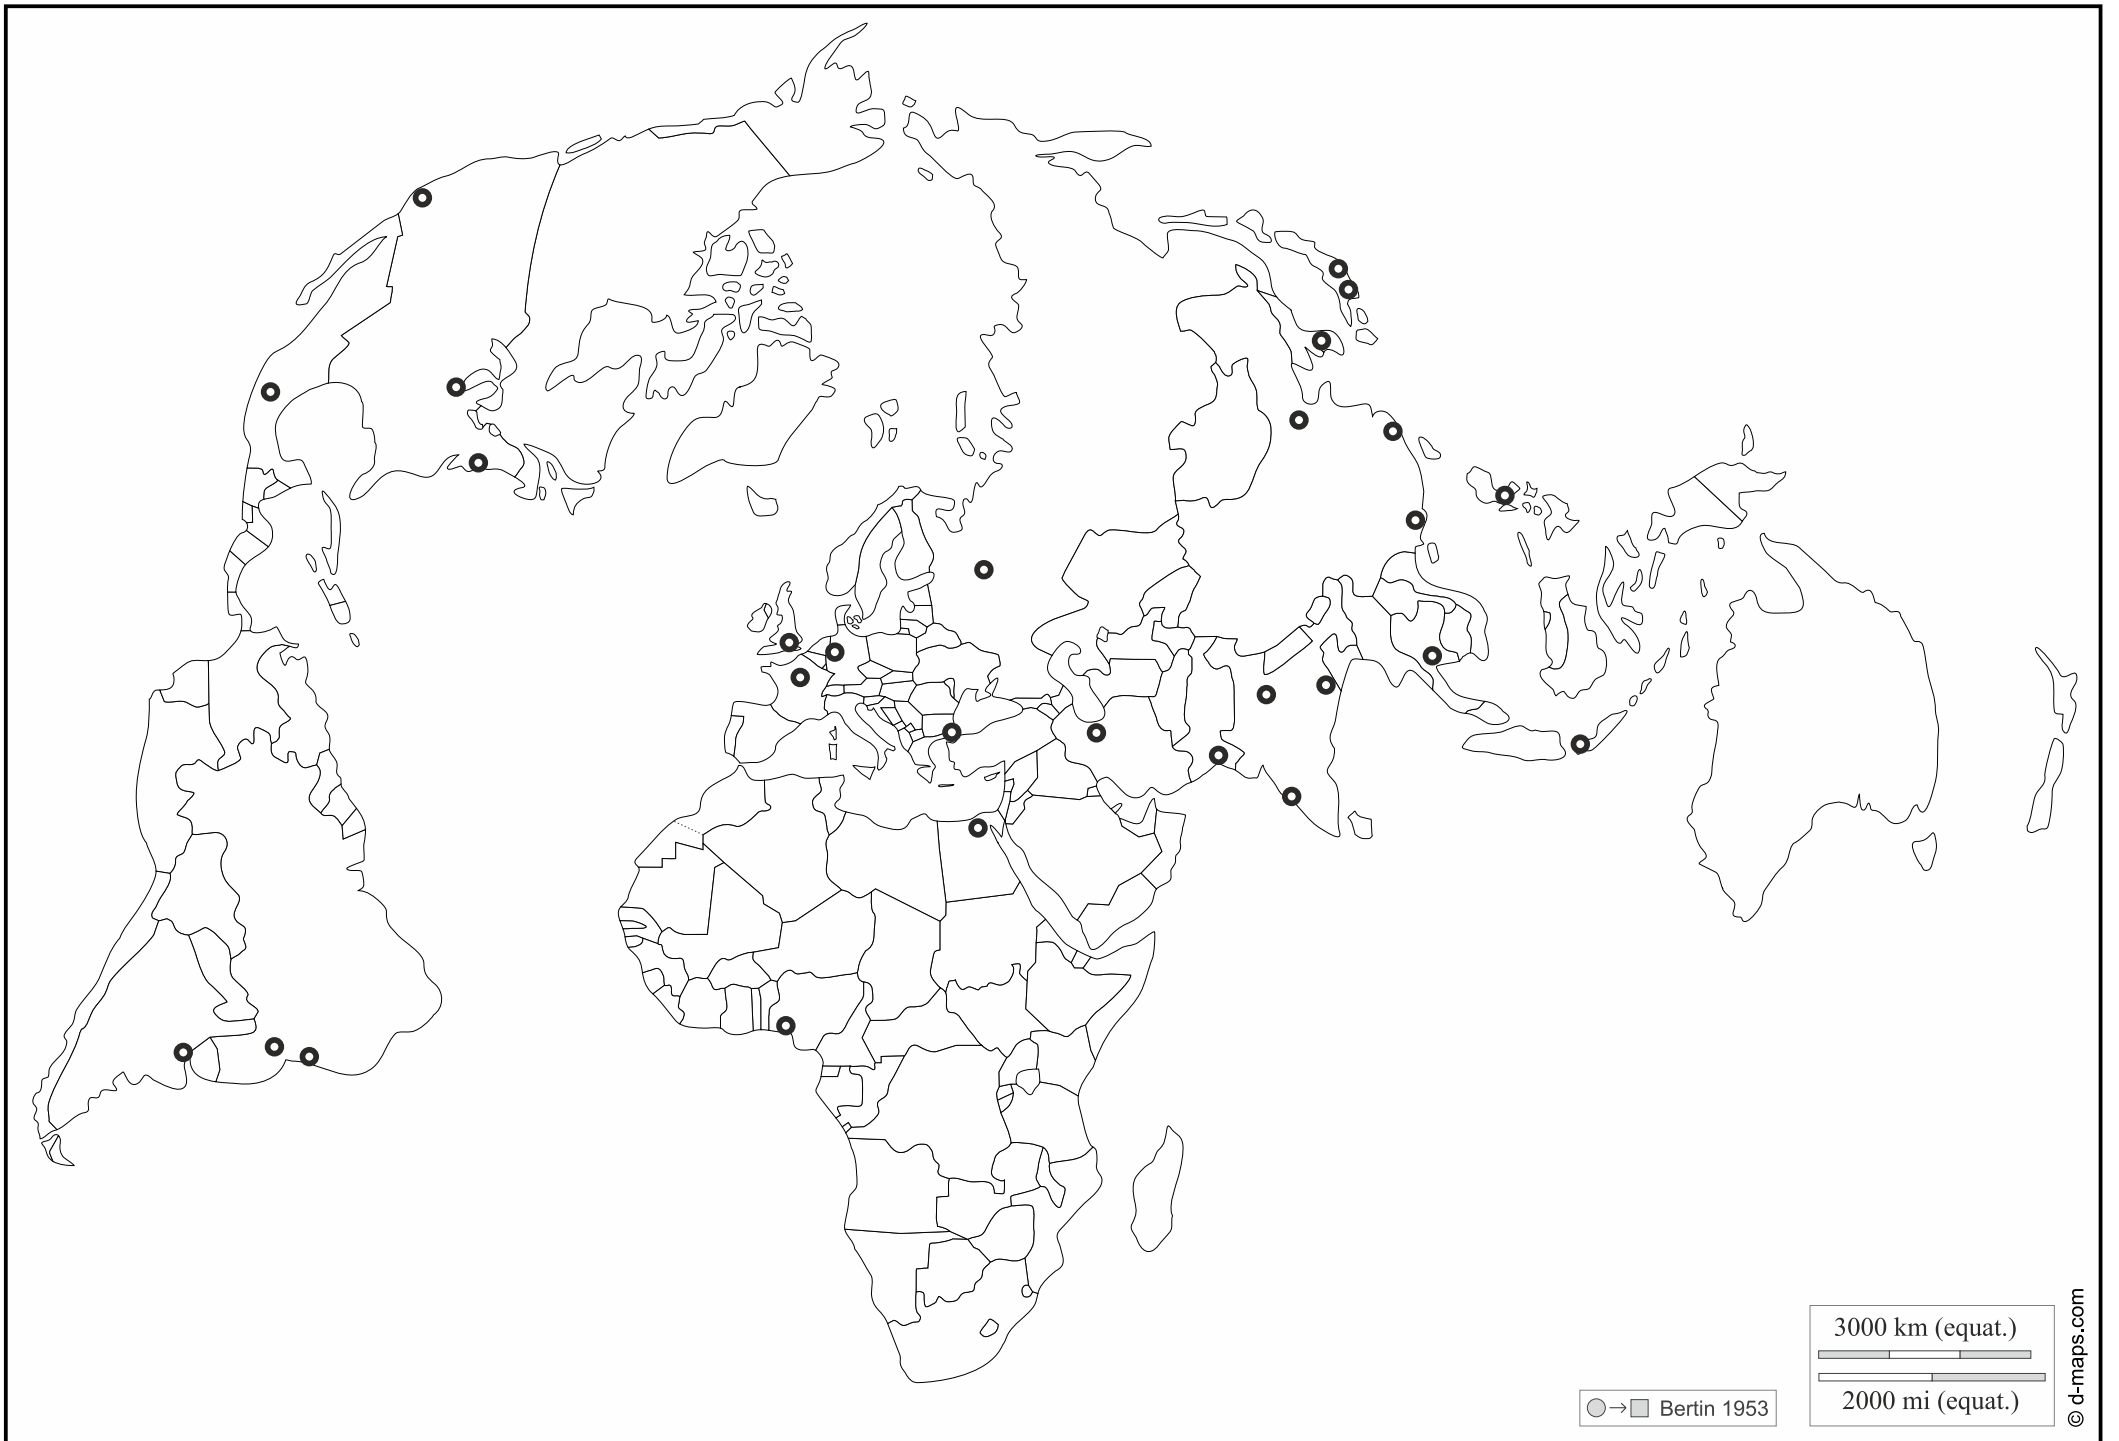 3000 km (equat.)
2000 mi (equat.)
Bertin 1953
© d-maps.com